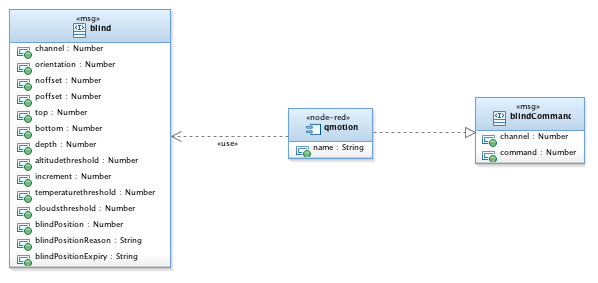 «msg»
blind
channel : Number
orientation : Number
noffset : Number
poffset : Number
top : Number
bottom : Number
depth : Number
altitudethreshold : Number
increment : Number
temperaturethreshold : Number
cloudsthreshold : Number
blindPosition : Number
blindPositionReason : String
blindPositionExpiry : String
«use»
«node-red»
qmotion
name : String
«msg»
blindCommand
channel : Number
command : Number